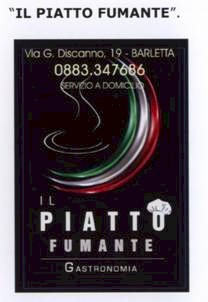 "IL PIATTO FUMANTE".
Via G. Discanno, 19 - BARLETTA
0883.347686
SERVIZIO A DOMICILIO
IL
PIATTO
FUMANTE
GASTRONOMIA